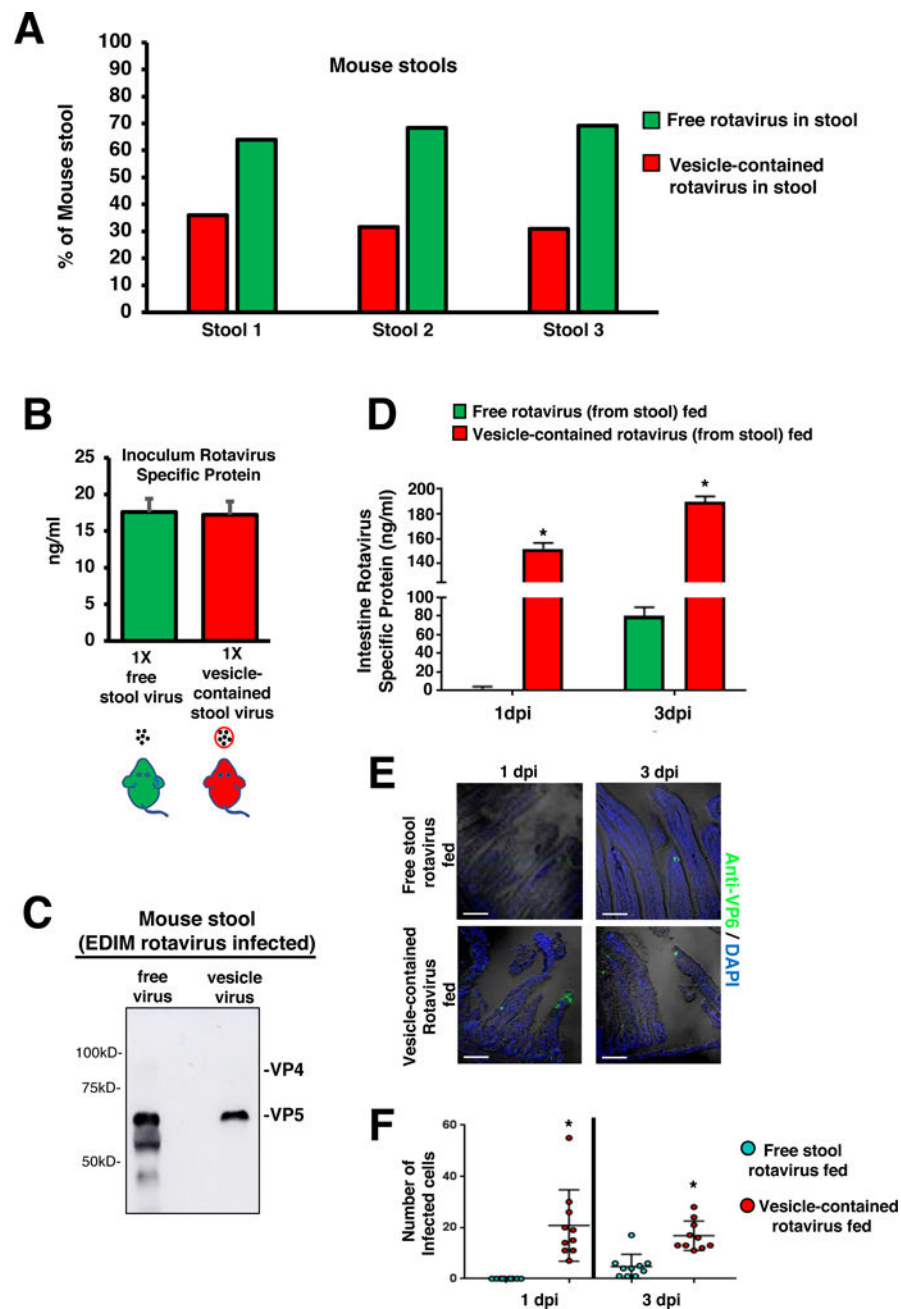 A
Mouse stools
% of Mouse stool
100
90
80
70
60
50
40
30
20
10
0
Stool 1
Stool 2
Stool 3
Free rotavirus in stool
Vesicle-contained
rotavirus in stool
B
Inoculum Rotavirus
Specific Protein
ng/ml
25
20
15
10
5
0
1X
free
stool virus
1X
vesicle-
contained
stool virus
C
Mouse stool
(EDIM rotavirus infected)
free
virus
vesicle
virus
100kD-
75kD-
50kD-
-VP4
-VP5
D
Free rotavirus (from stool) fed
Vesicle-contained rotavirus (from stool) fed
Intestine Rotavirus
Specific Protein (ng/ml)
200
180
160
140
100
80
60
40
20
0
*
*
1dpi
3dpi
E
1 dpi
3 dpi
Free stool
rotavirus
fed
Vesicle-contained
Rotavirus
fed
Anti-VP6 / DAPI
F
Number of
Infected cells
60
40
20
0
*
*
1 dpi
3 dpi
Free stool
rotavirus fed
Vesicle-contained
rotavirus fed